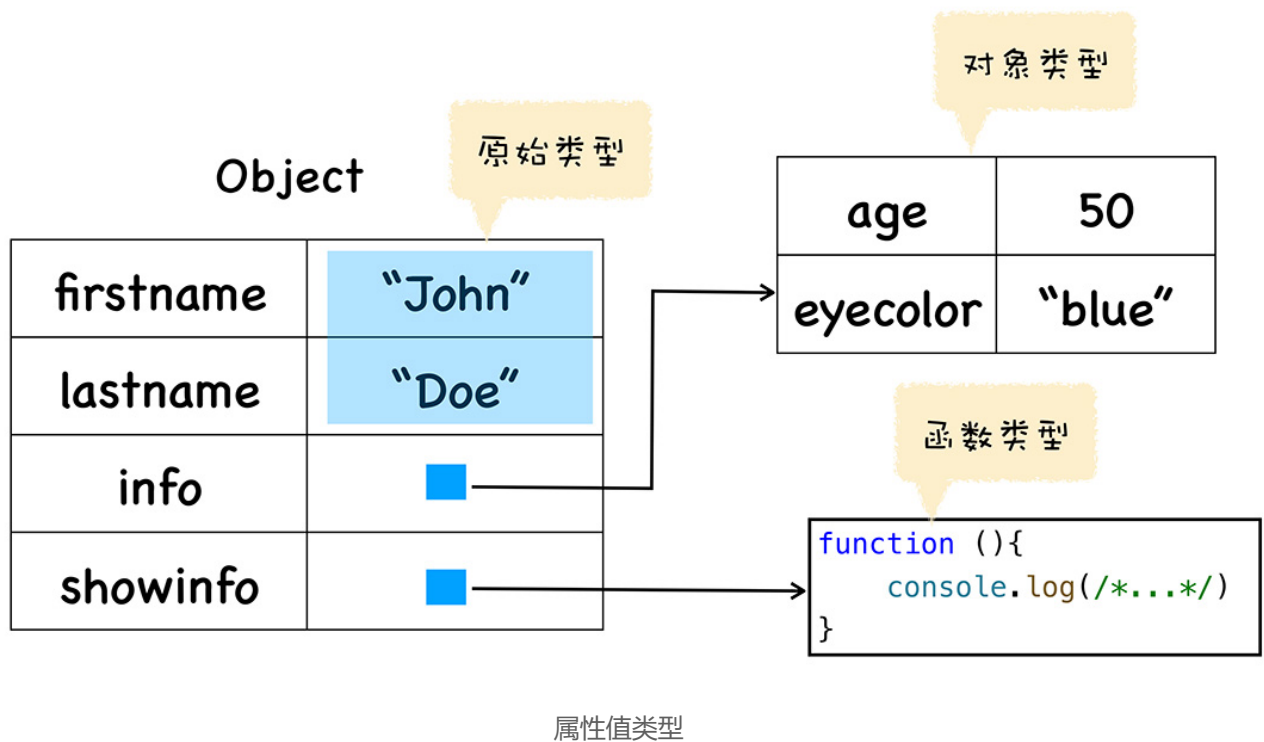 对象类型
原始类型
Object
age 50
eyecolor “blue”
firstname “John”
lastname “Doe”
info
showinfo
函数类型
function (){
    console.log(/*...*/)
}
属性值类型